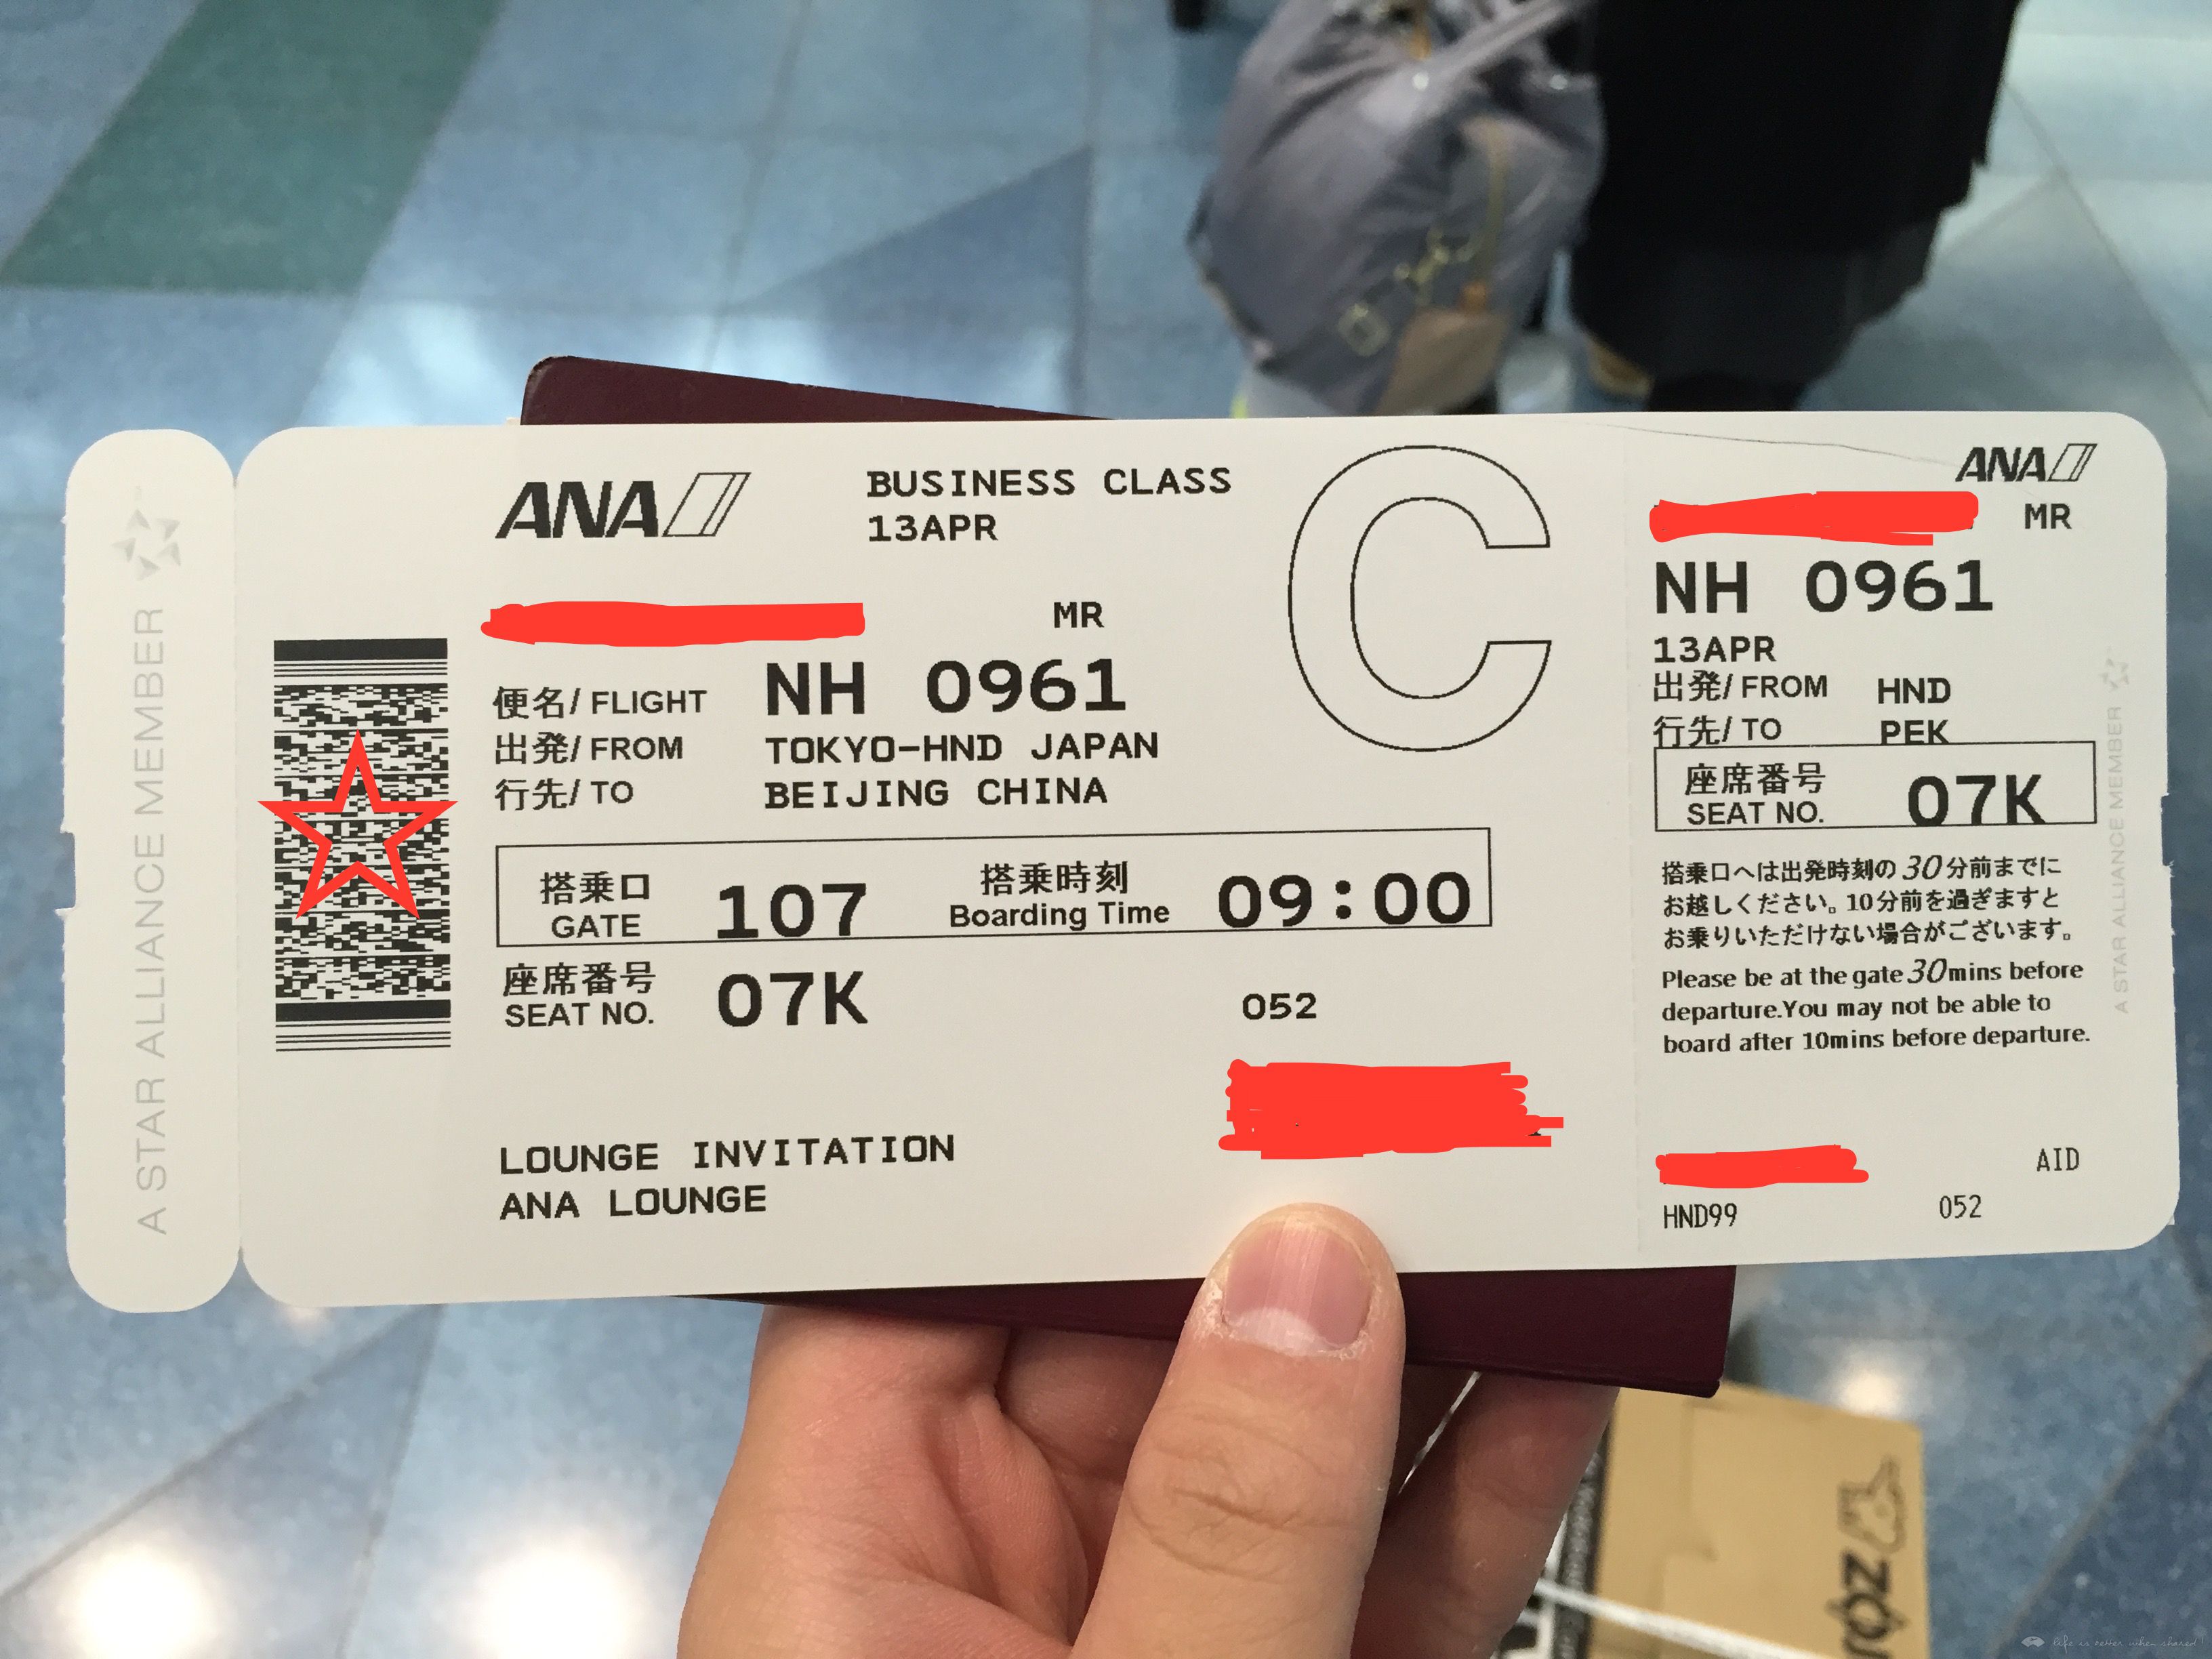 A STAR ALLIANCE MEMBER
ANA
BUSINESS CLASS
13APR
MR
C
便名/ FLIGHT NH 0961
出発/ FROM TOKYO-HND JAPAN
行先/ TO BEIJING CHINA
搭乗口 搭乗時刻
GATE 107 Boarding Time 09:00
座席番号
SEAT NO. 07K
052
LOUNGE INVITATION
ANA LOUNGE
ANA
MR
NH 0961
13APR
出発/ FROM HND
行先/ TO PEK
座席番号
SEAT NO. 07K
搭乗口へは出発時刻の30分前までに
お越しください。10分前を過ぎますと
お乗りいただけない場合がございます。
Please be at the gate 30mins before
departure.You may not be able to
board after 10mins before departure.
AID
HND99 052
A STAR ALLIANCE MEMBER
life is better when shared